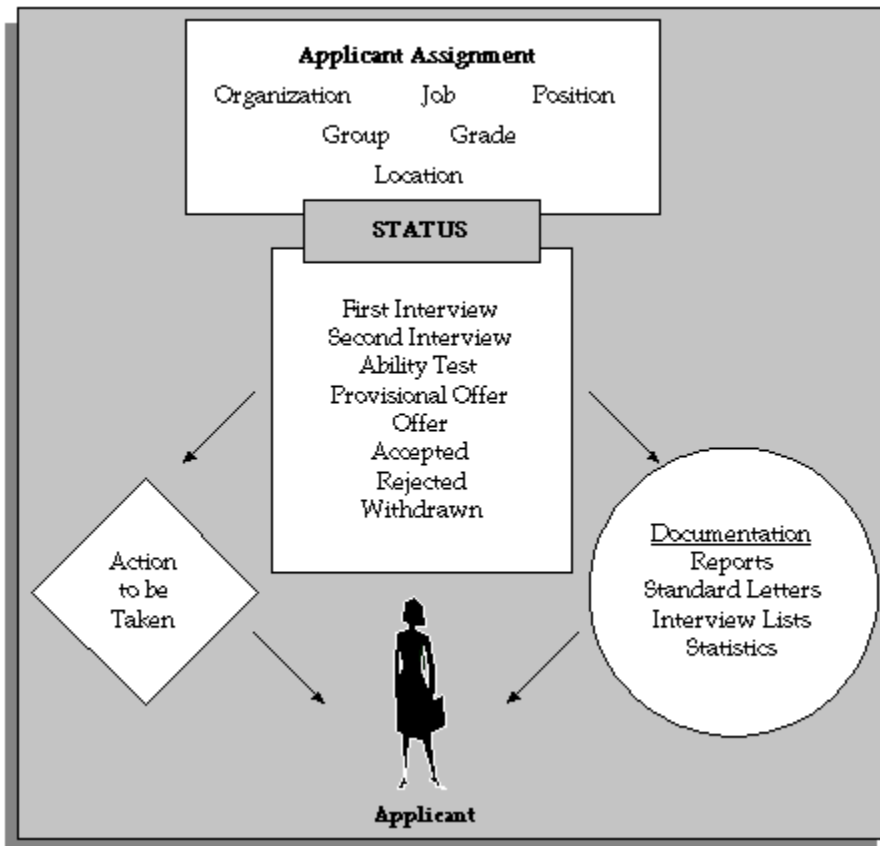 Applicant Assignment
Organization Job Position
Group Grade
Location
STATUS
First Interview
Second Interview
Ability Test
Provisional Offer
Offer
Accepted
Rejected
Withdrawn
Action
to be
Taken
Documentation
Reports
Standard Letters
Interview Lists
Statistics
Applicant